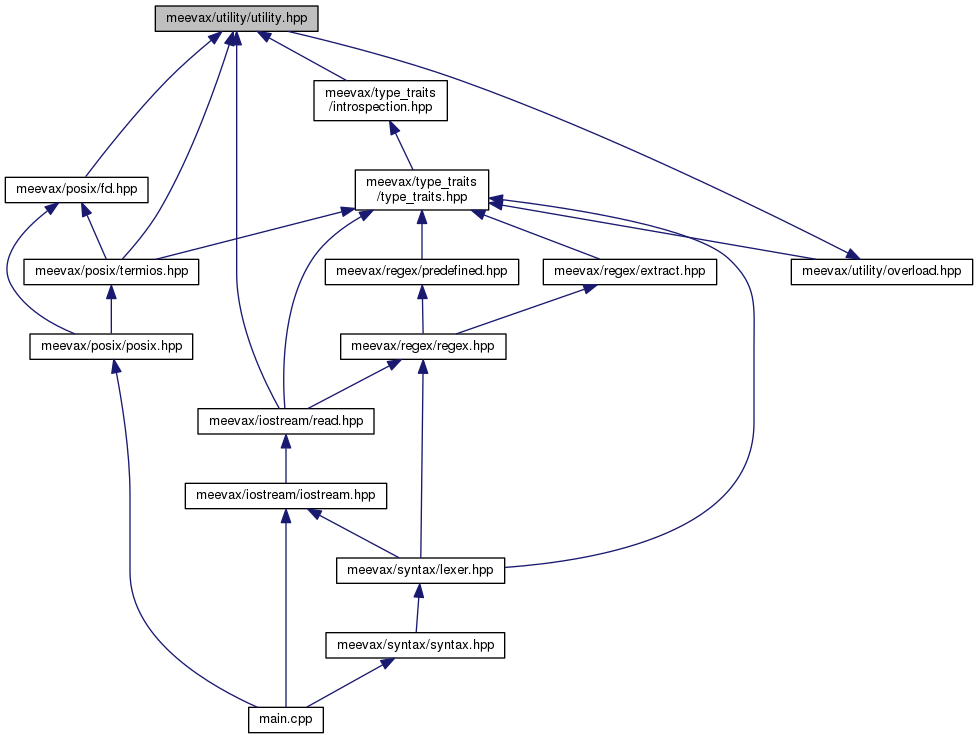 meevax/utility/utility.hpp
meevax/type_traits
/introspection.hpp
meevax/posix/fd.hpp
meevax/type_traits
/type_traits.hpp
meevax/posix/termios.hpp
meevax/regex/predefined.hpp
meevax/regex/extract.hpp
meevax/utility/overload.hpp
meevax/posix/posix.hpp
meevax/regex/regex.hpp
meevax/iostream/read.hpp
meevax/iostream/iostream.hpp
meevax/syntax/lexer.hpp
meevax/syntax/syntax.hpp
main.cpp